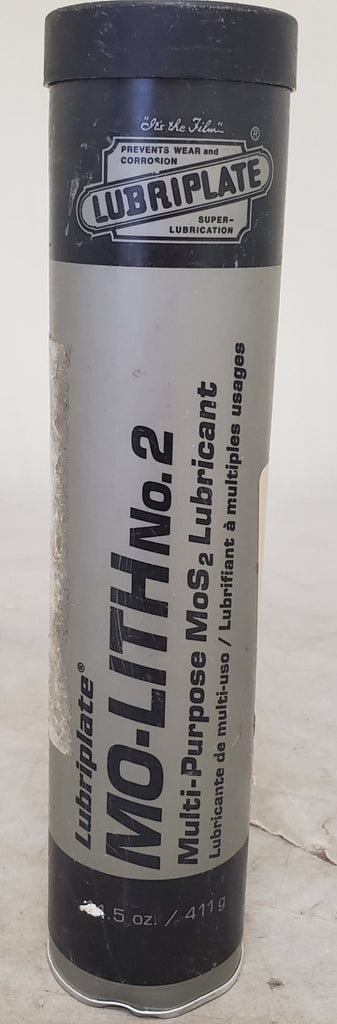 "It's the Film"
PREVENTS WEAR and
CORROSION
LUBRIPLATE ®
SUPER-
LUBRICATION
Lubriplate®
MO-LITH No. 2
Multi-Purpose MoS2 Lubricant
Lubricante de multi-uso / Lubrifiant à multiples usages
.5 oz. / 411 g